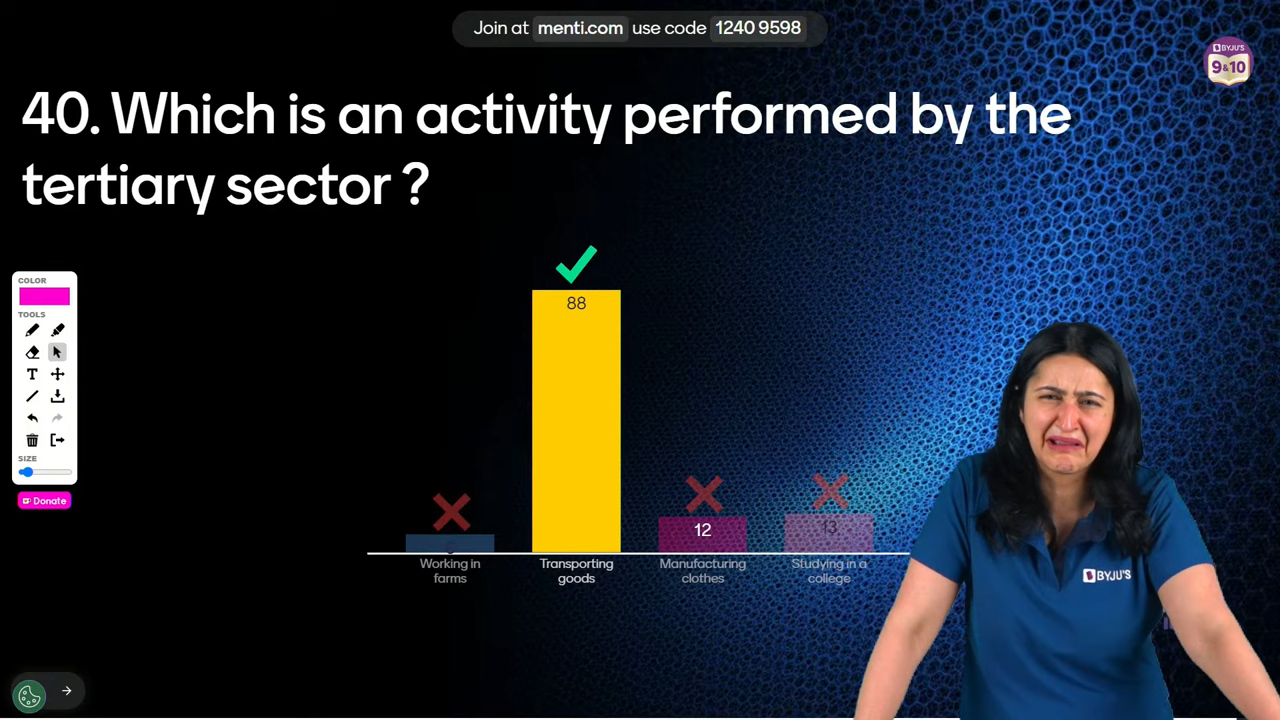 Join at menti.com use code 1240 9598
BYJU'S
9&10
40. Which is an activity performed by the
tertiary sector ?
COLOR
TOOLS
T
SIZE
Donate
88
12
13
Working in
farms
Transporting
goods
Manufacturing
clothes
Studying in a
college
BYJU'S